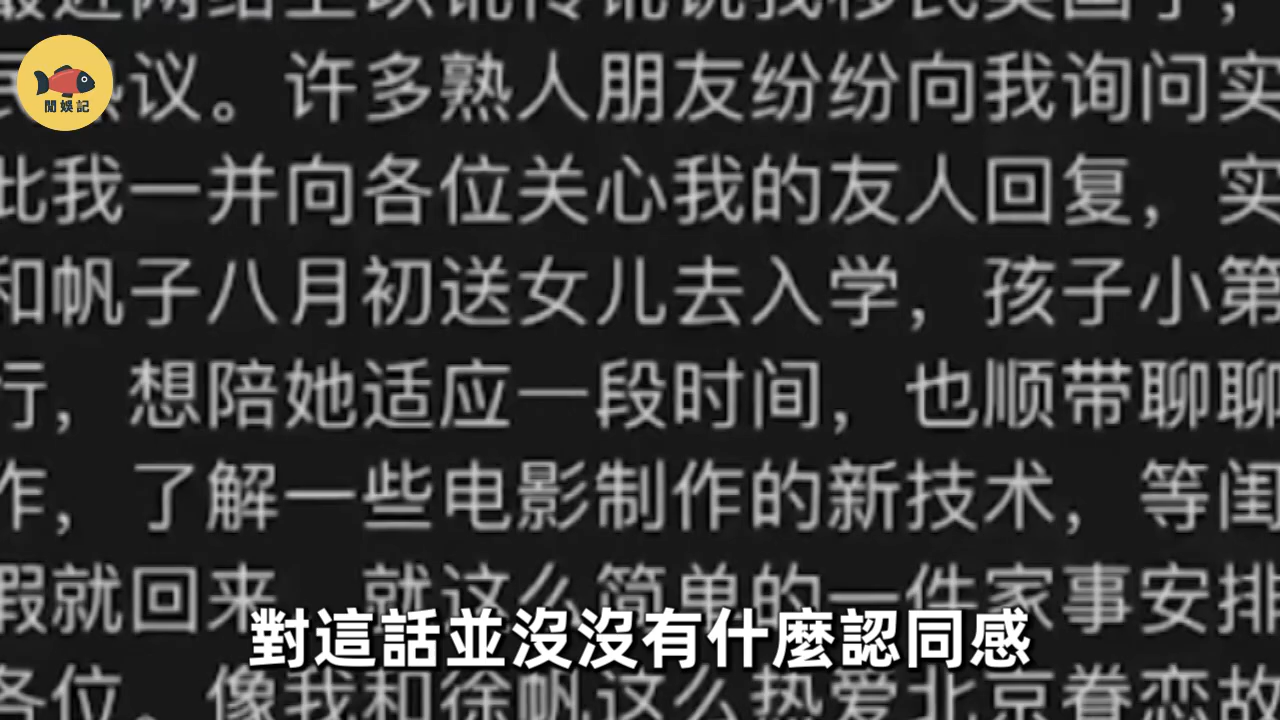 最近网络上以讹传讹说我移民美国了，
民热议。许多熟人朋友纷纷向我询问实
此我一并向各位关心我的友人回复，实
和帆子八月初送女儿去入学，孩子小第
行，想陪她适应一段时间，也顺带聊聊
作，了解一些电影制作的新技术，等闺
假就回来，就这么简单的一件家事安排
各位。像我和徐帆这么热爱北京眷恋故
閒娛記
對這話並沒沒有什麼認同感